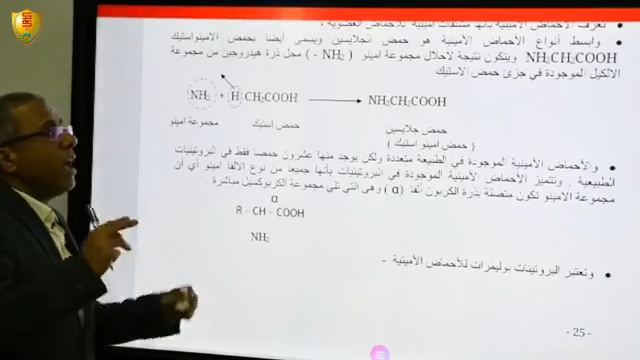 تعرف الأحماض الأمينية بأنها مشتقات أمينية للأحماض العضوية ،
وابسط أنواع الأحماض الأمينية هو حمض الجلايسين ويسمى أيضا بحمض الامينواستيك
NH₂CH₂COOH ويتكون نتيجة لاحلال مجموعة امينو ( NH₂ - ) محل ذرة هيدروجين من مجموعة
الالكيل الموجودة في جزئ حمض الاستيك
NH₂ + H CH₂COOH → NH₂CH₂COOH
مجموعة امينو حمض استيك حمض جلايسين
( حمض امينو استيك )
والأحماض الأمينية الموجودة في الطبيعة متعددة ولكن يوجد منها عشرون حمضا فقط في البروتينات
الطبيعية . وتتميز الأحماض الأمينية الموجودة في البروتينات بأنها جميعا من نوع الالفا امينو أي أن
مجموعة الامينو تكون متصلة بذرة الكربون ألفا ( α ) وهى التي تلي مجموعة الكربوكسيل مباشرة .
α
R - CH - COOH
NH₂
وتعتبر البروتينات بوليمرات للأحماض الأمينية -
- 25 -